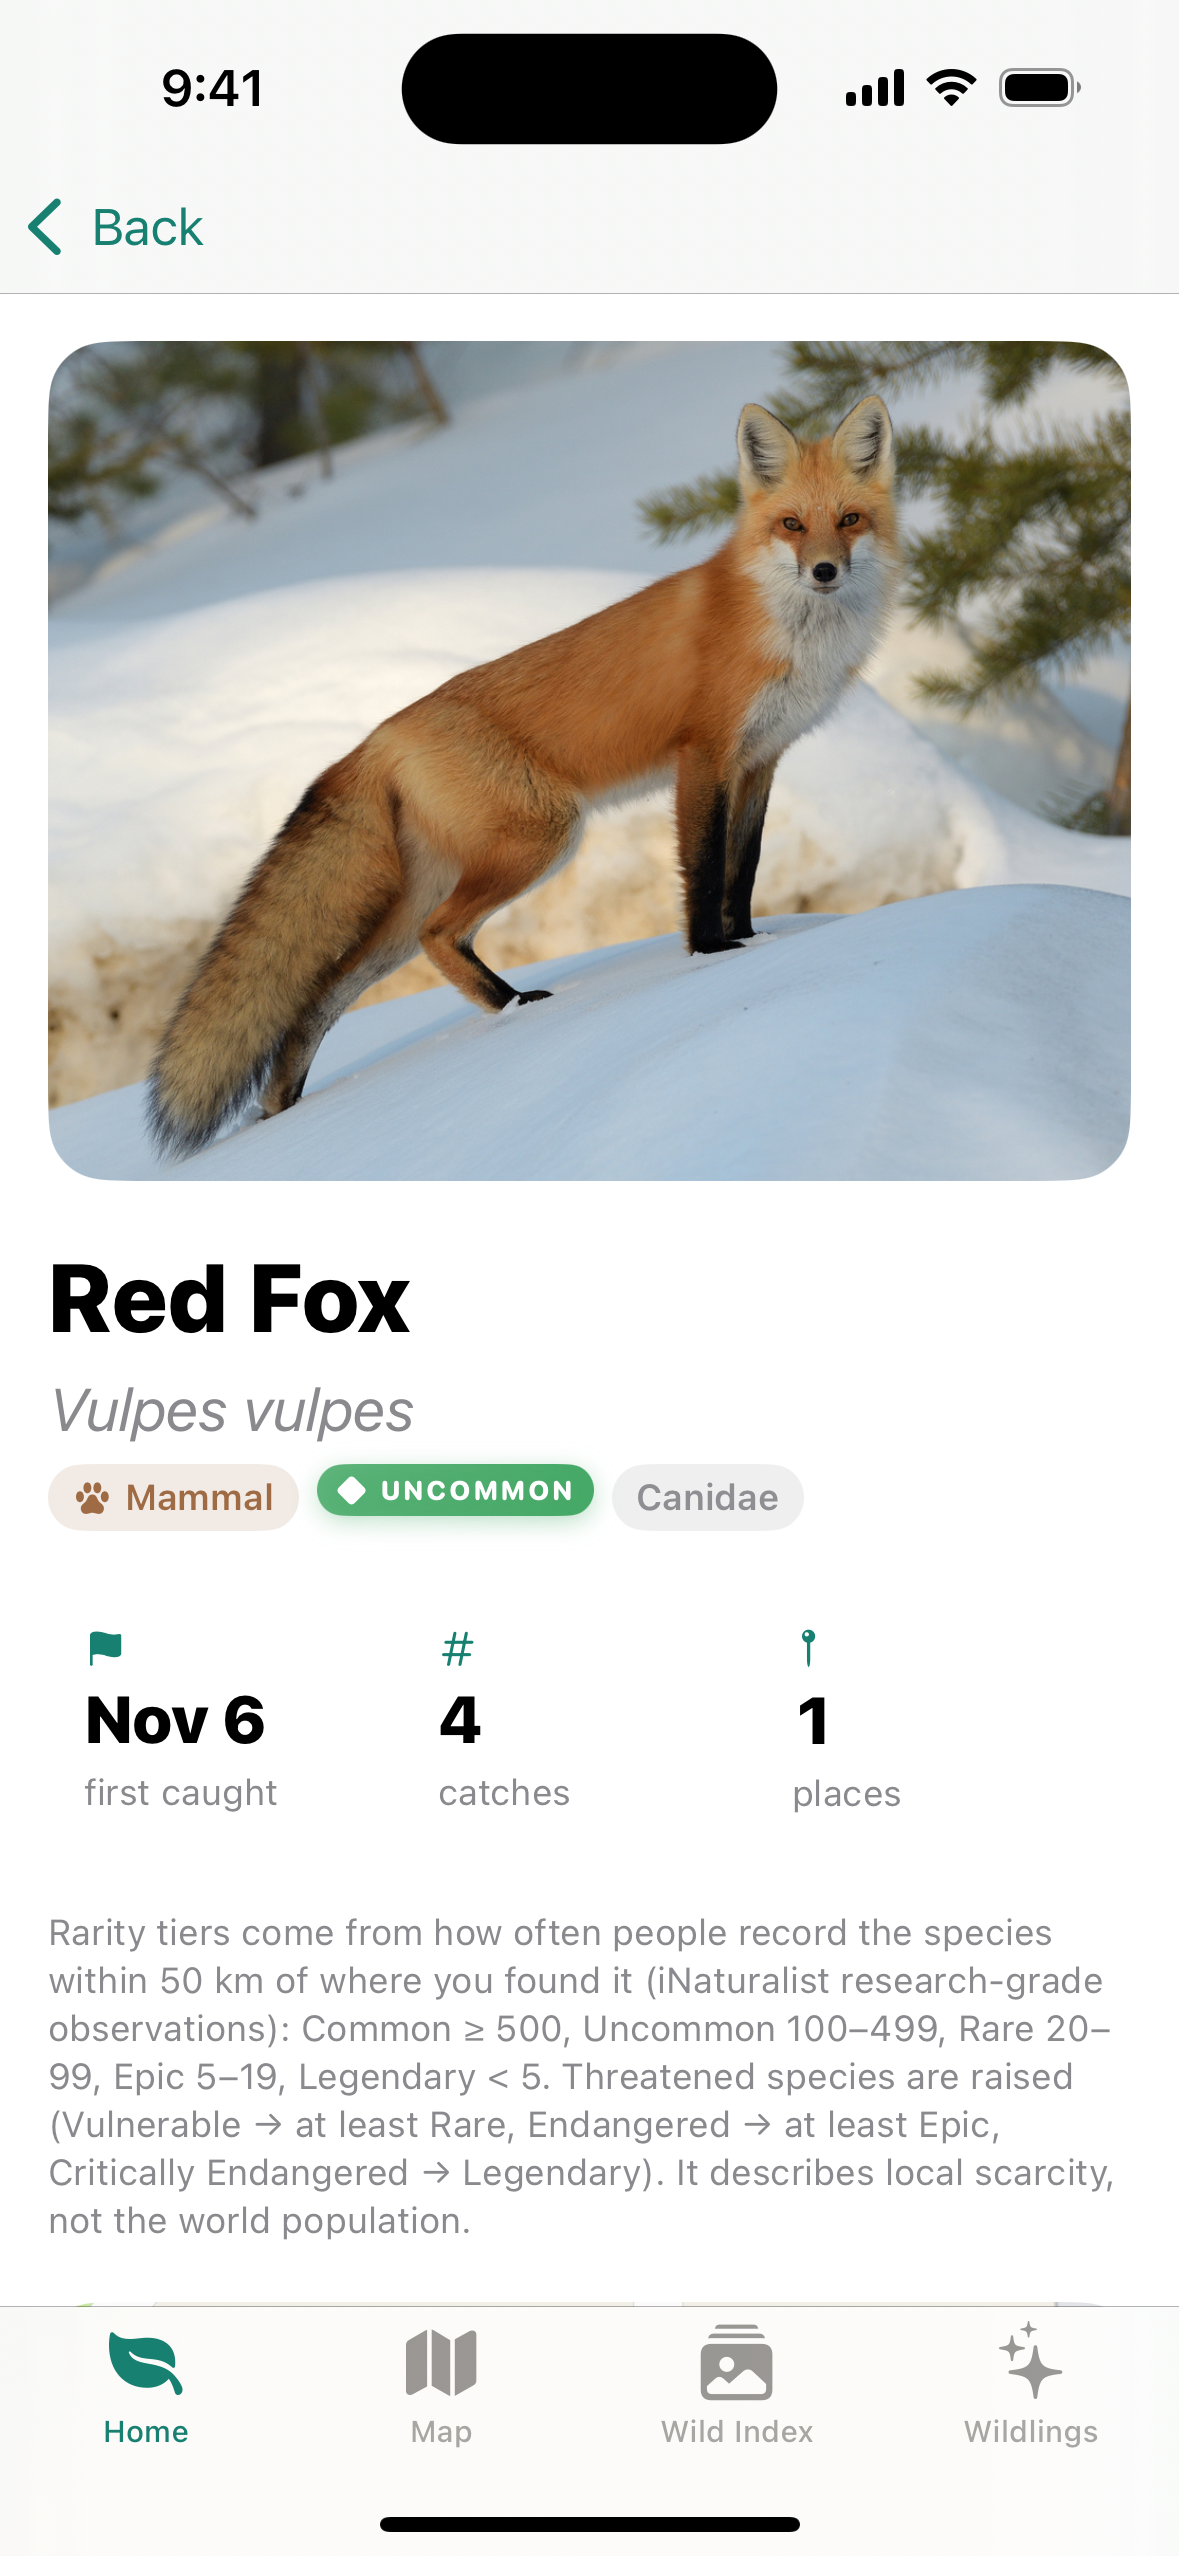 9:41
Back
Red Fox
Vulpes vulpes
Mammal
UNCOMMON
Canidae
Nov 6
first caught
#
4
catches
1
places
Rarity tiers come from how often people record the species
within 50 km of where you found it (iNaturalist research-grade
observations): Common ≥ 500, Uncommon 100–499, Rare 20–
99, Epic 5–19, Legendary < 5. Threatened species are raised
(Vulnerable → at least Rare, Endangered → at least Epic,
Critically Endangered → Legendary). It describes local scarcity,
not the world population.
Home
Map
Wild Index
Wildlings